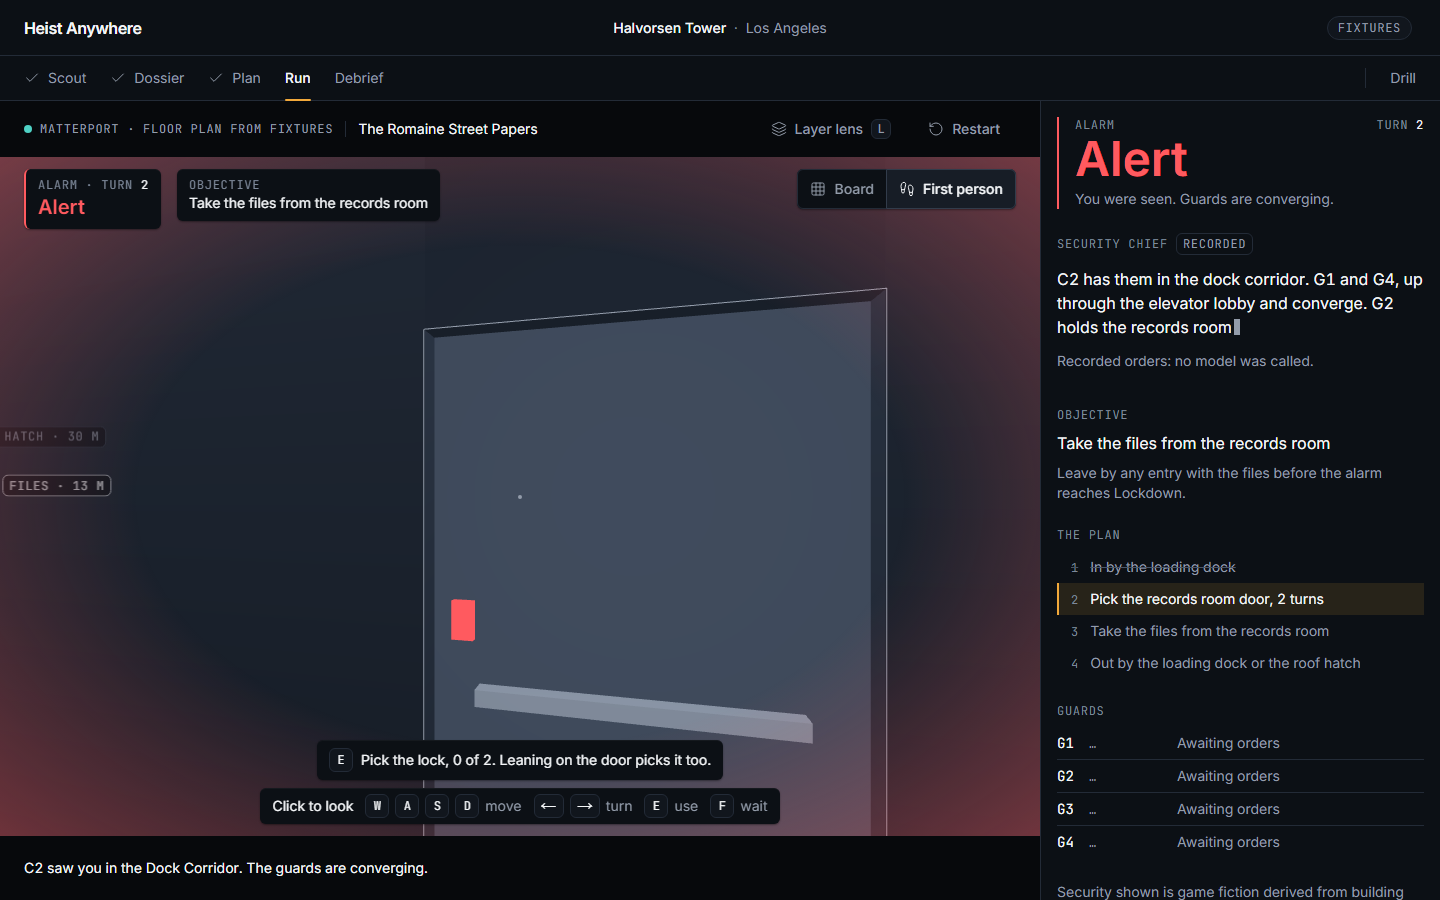 Heist Anywhere
Halvorsen Tower · Los Angeles
FIXTURES
Scout
Dossier
Plan
Run
Debrief
Drill
MATTERPORT · FLOOR PLAN FROM FIXTURES
The Romaine Street Papers
Layer lens L
Restart
ALARM · TURN 2
Alert
OBJECTIVE
Take the files from the records room
Board
First person
HATCH · 30 M
FILES · 13 M
E Pick the lock, 0 of 2. Leaning on the door picks it too.
Click to look W A S D move ← → turn E use F wait
C2 saw you in the Dock Corridor. The guards are converging.
ALARM
TURN 2
Alert
You were seen. Guards are converging.
SECURITY CHIEF RECORDED
C2 has them in the dock corridor. G1 and G4, up
through the elevator lobby and converge. G2
holds the records room
Recorded orders: no model was called.
OBJECTIVE
Take the files from the records room
Leave by any entry with the files before the alarm
reaches Lockdown.
THE PLAN
1 In by the loading dock
2 Pick the records room door, 2 turns
3 Take the files from the records room
4 Out by the loading dock or the roof hatch
GUARDS
G1 … Awaiting orders
G2 … Awaiting orders
G3 … Awaiting orders
G4 … Awaiting orders
Security shown is game fiction derived from building